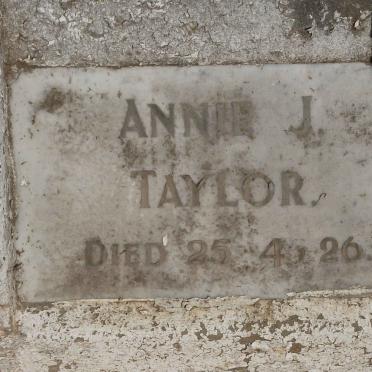 ANNIE J.
TAYLOR.
DIED 25. 4. 26.